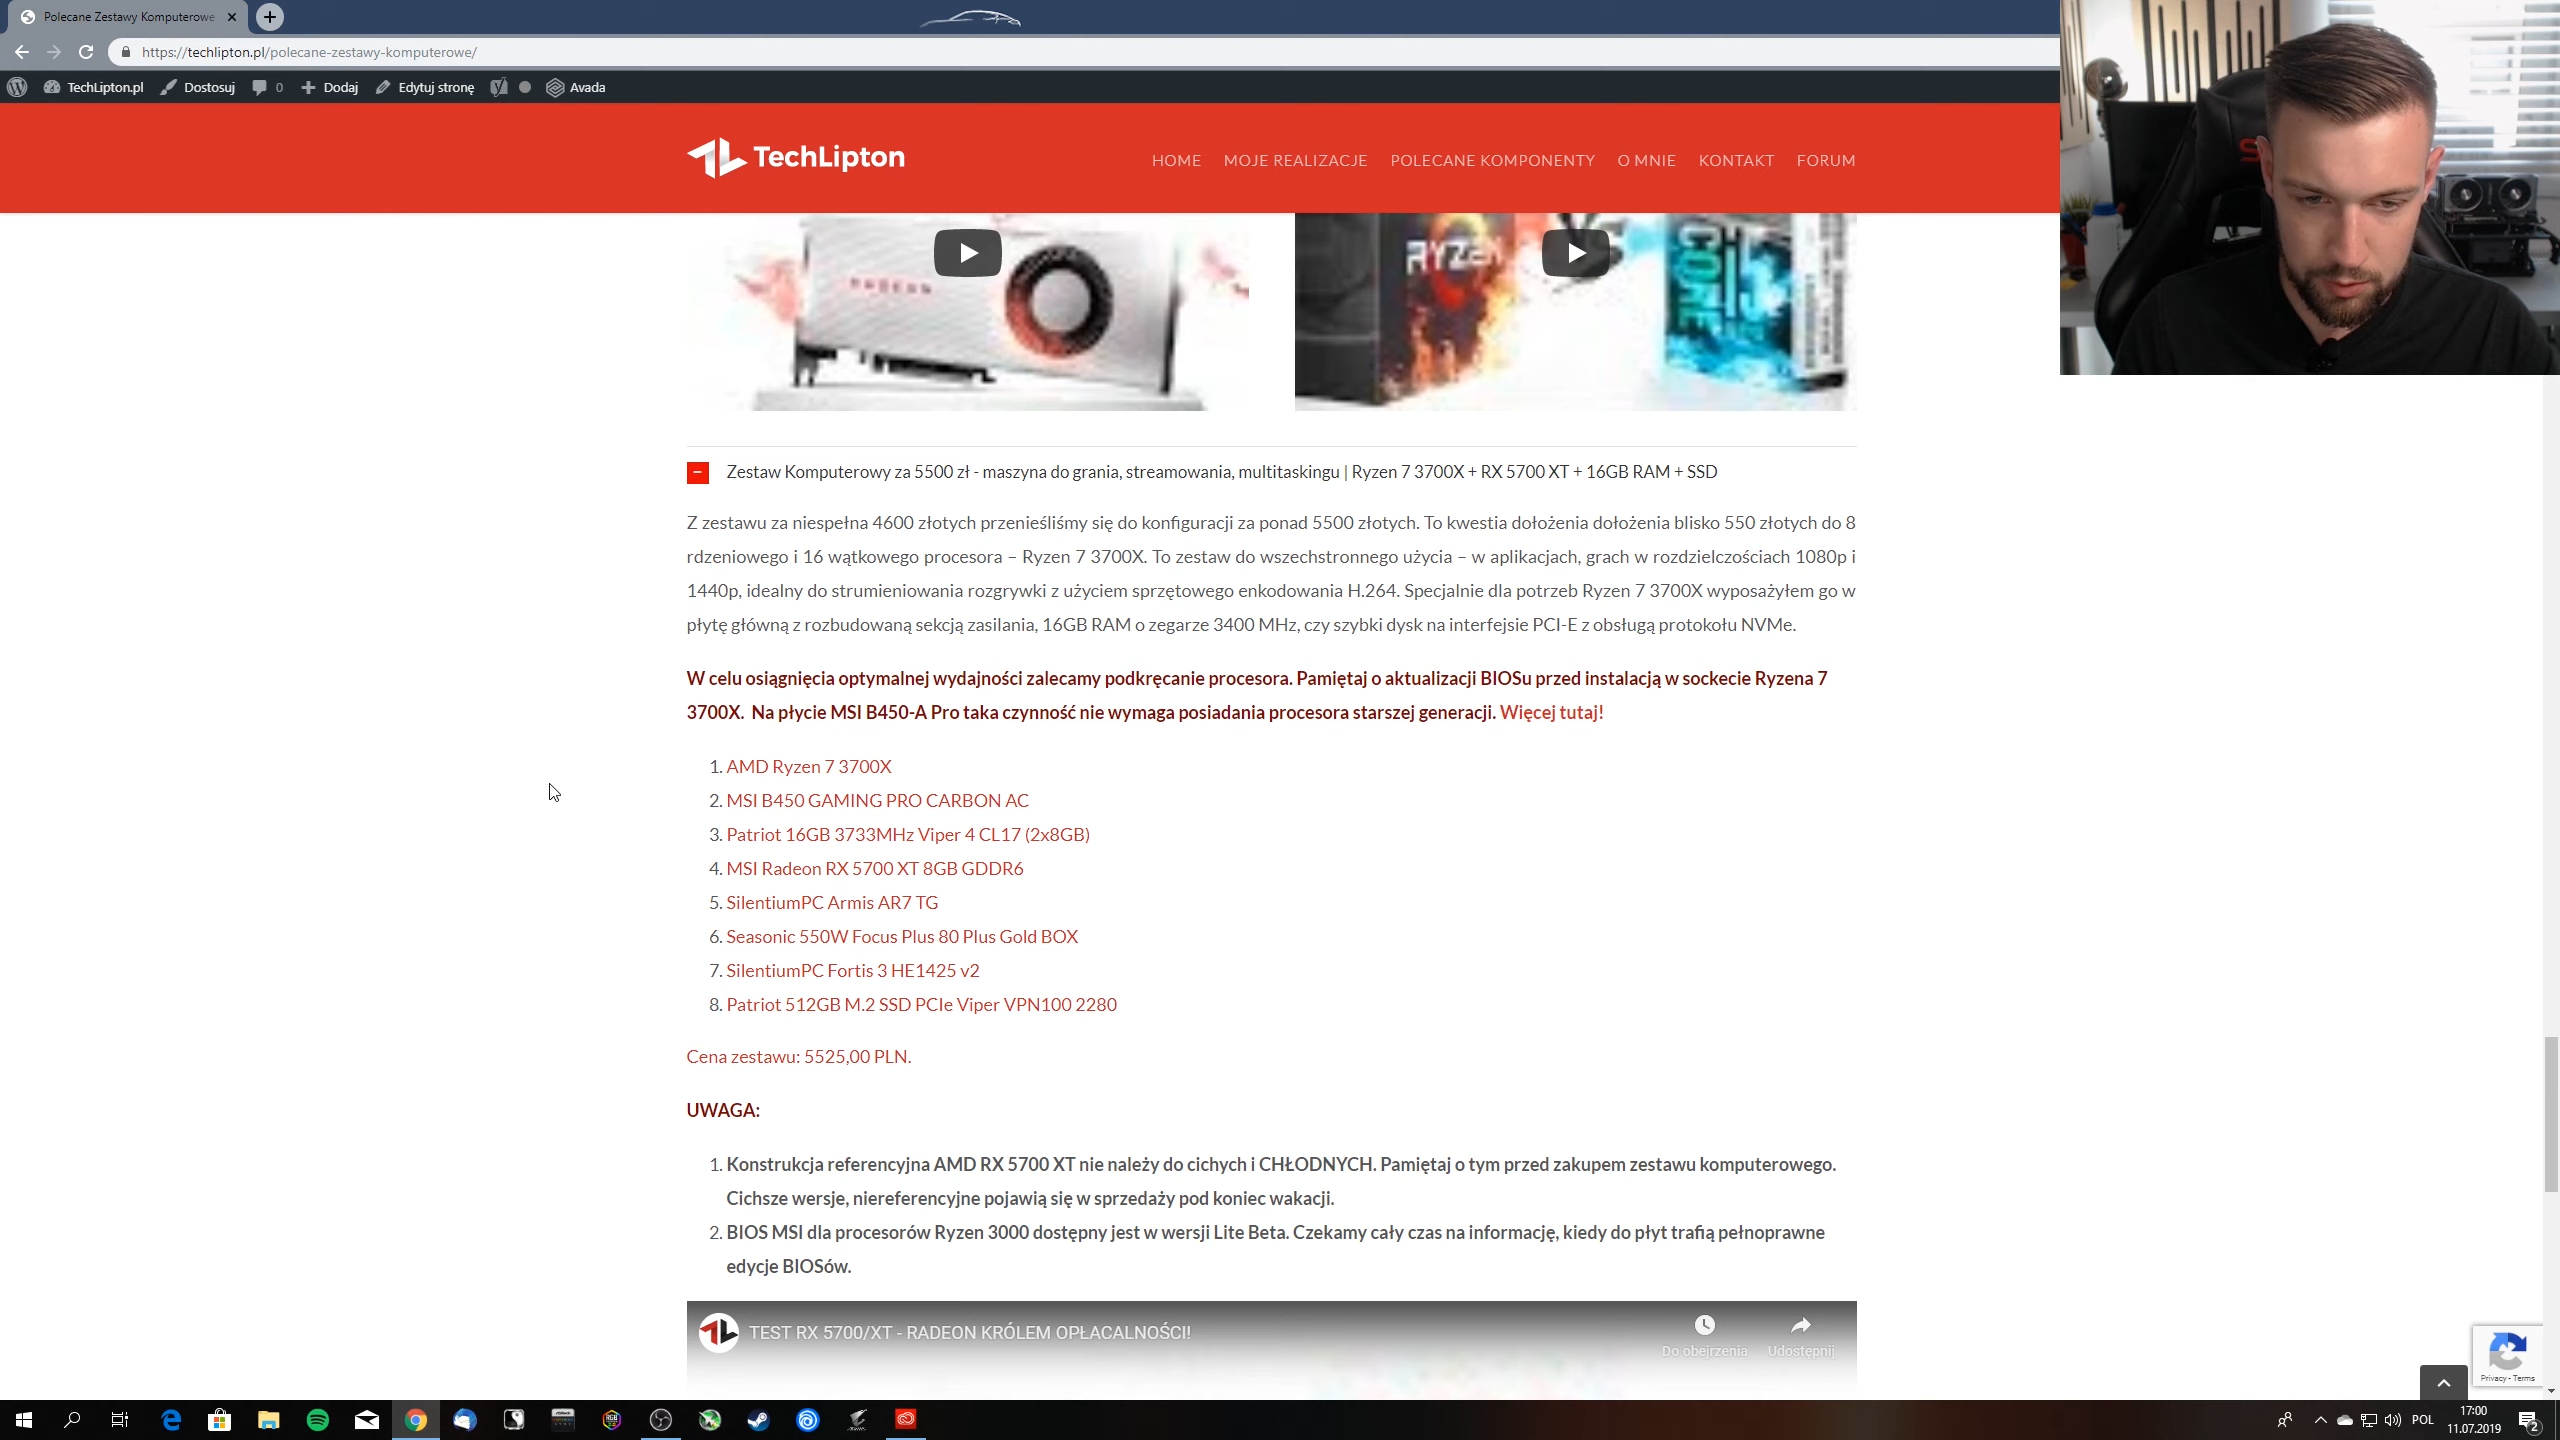 Polecane Zestawy Komputerowe
https://techlipton.pl/polecane-zestawy-komputerowe/
TechLipton.pl Dostosuj 0 Dodaj Edytuj stronę Avada
TechLipton HOME MOJE REALIZACJE POLECANE KOMPONENTY O MNIE KONTAKT FORUM
RADEON RYZEN CORE
Zestaw Komputerowy za 5500 zł - maszyna do grania, streamowania, multitaskingu | Ryzen 7 3700X + RX 5700 XT + 16GB RAM + SSD
Z zestawu za niespełna 4600 złotych przenieśliśmy się do konfiguracji za ponad 5500 złotych. To kwestia dołożenia dołożenia blisko 550 złotych do 8
rdzeniowego i 16 wątkowego procesora – Ryzen 7 3700X. To zestaw do wszechstronnego użycia – w aplikacjach, grach w rozdzielczościach 1080p i
1440p, idealny do strumieniowania rozgrywki z użyciem sprzętowego enkodowania H.264. Specjalnie dla potrzeb Ryzen 7 3700X wyposażyłem go w
płytę główną z rozbudowaną sekcją zasilania, 16GB RAM o zegarze 3400 MHz, czy szybki dysk na interfejsie PCI-E z obsługą protokołu NVMe.
W celu osiągnięcia optymalnej wydajności zalecamy podkręcanie procesora. Pamiętaj o aktualizacji BIOSu przed instalacją w sockecie Ryzena 7
3700X. Na płycie MSI B450-A Pro taka czynność nie wymaga posiadania procesora starszej generacji. Więcej tutaj!
1. AMD Ryzen 7 3700X
2. MSI B450 GAMING PRO CARBON AC
3. Patriot 16GB 3733MHz Viper 4 CL17 (2x8GB)
4. MSI Radeon RX 5700 XT 8GB GDDR6
5. SilentiumPC Armis AR7 TG
6. Seasonic 550W Focus Plus 80 Plus Gold BOX
7. SilentiumPC Fortis 3 HE1425 v2
8. Patriot 512GB M.2 SSD PCIe Viper VPN100 2280
Cena zestawu: 5525,00 PLN.
UWAGA:
1. Konstrukcja referencyjna AMD RX 5700 XT nie należy do cichych i CHŁODNYCH. Pamiętaj o tym przed zakupem zestawu komputerowego.
Cichsze wersje, niereferencyjne pojawią się w sprzedaży pod koniec wakacji.
2. BIOS MSI dla procesorów Ryzen 3000 dostępny jest w wersji Lite Beta. Czekamy cały czas na informację, kiedy do płyt trafią pełnoprawne
edycje BIOSów.
TEST RX 5700/XT - RADEON KRÓLEM OPŁACALNOŚCI!
Do obejrzenia Udostępnij
Privacy - Terms
POL 17:00
11.07.2019
2